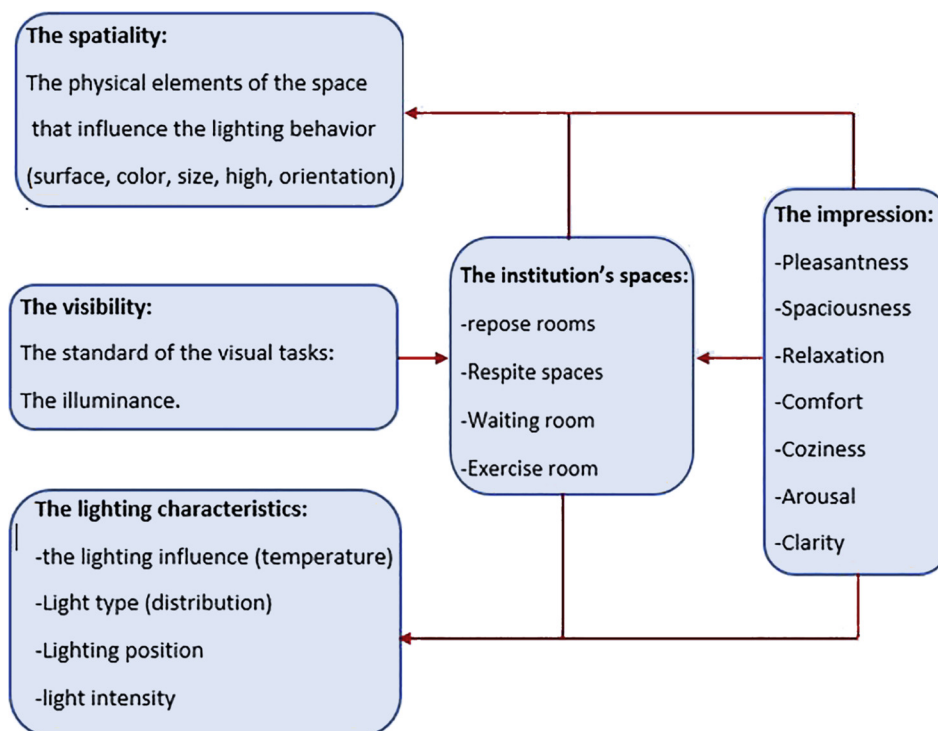 The spatiality:
The physical elements of the space
that influence the lighting behavior
(surface, color, size, high, orientation)
The visibility:
The standard of the visual tasks:
The illuminance.
The lighting characteristics:
-the lighting influence (temperature)
-Light type (distribution)
-Lighting position
-light intensity
The institution’s spaces:
-repose rooms
-Respite spaces
-Waiting room
-Exercise room
The impression:
-Pleasantness
-Spaciousness
-Relaxation
-Comfort
-Coziness
-Arousal
-Clarity